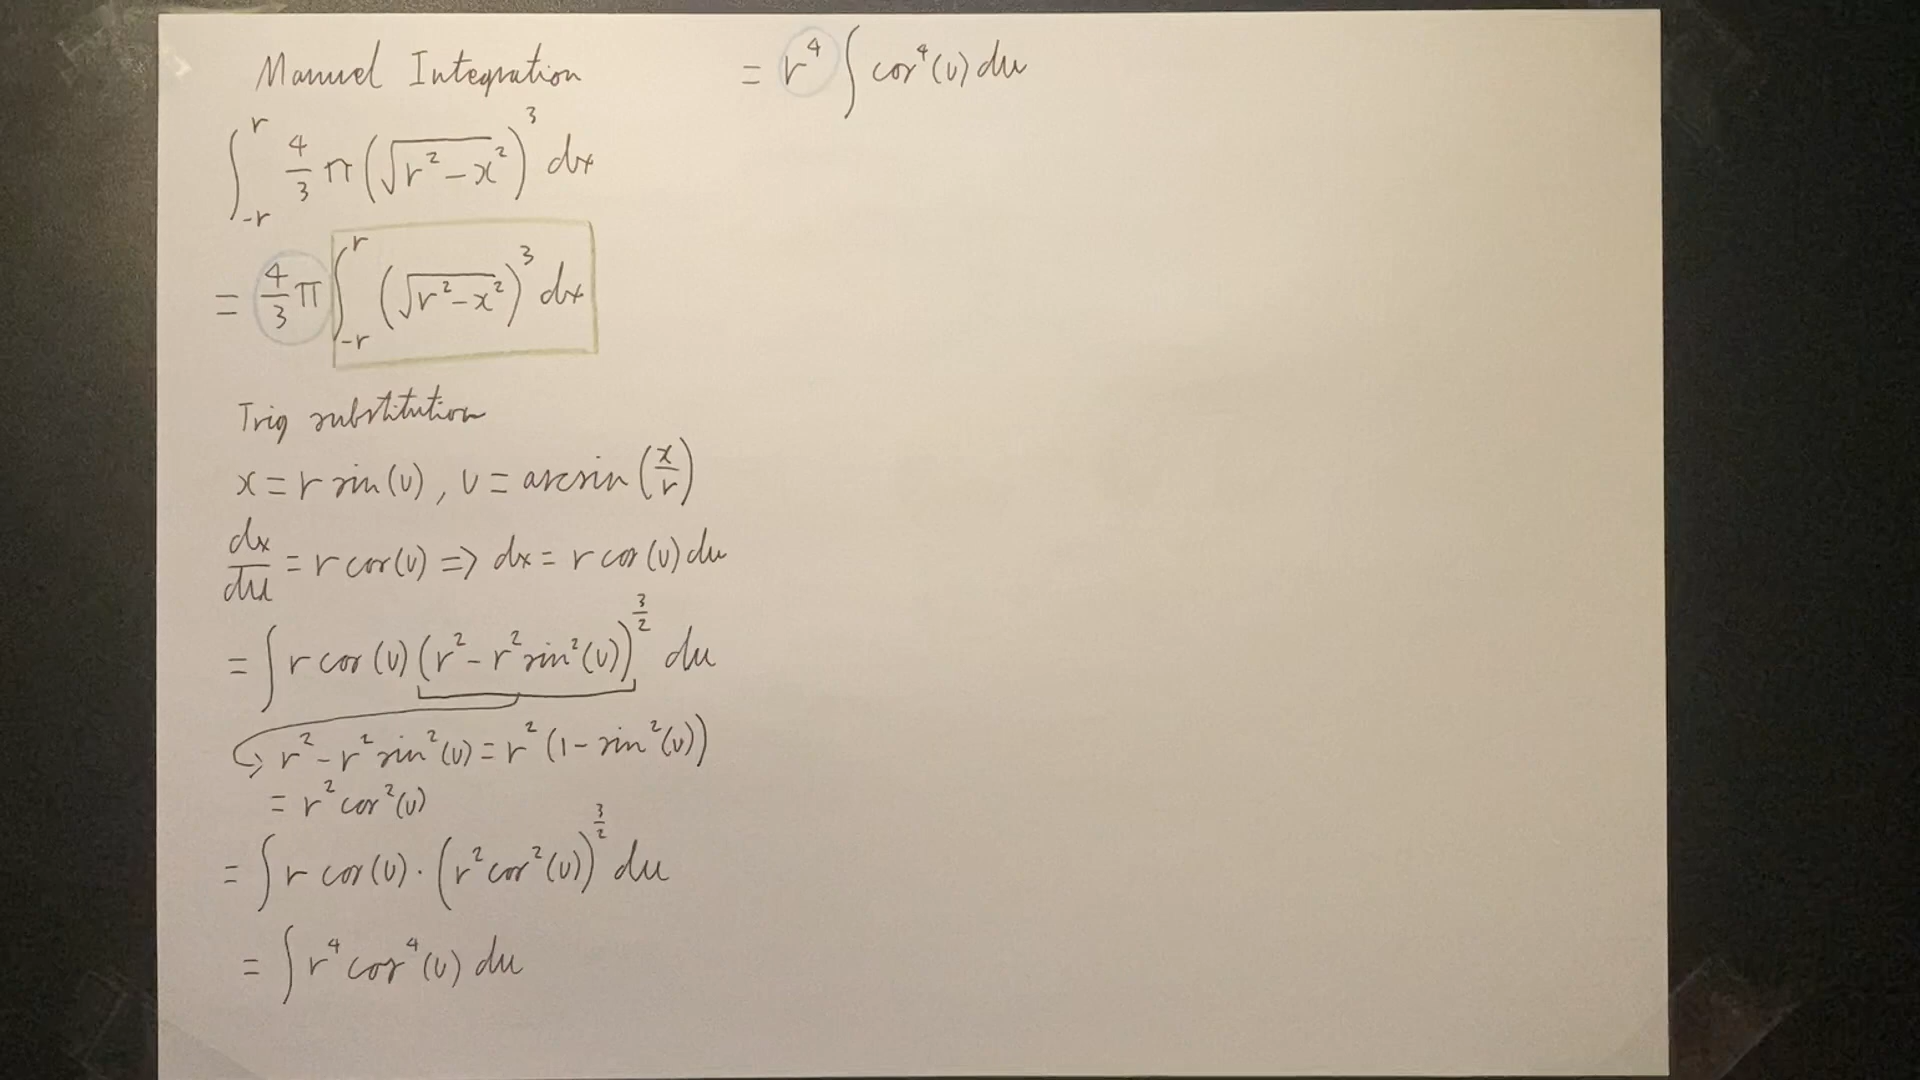 Manuel Integration
∫_{-r}^{r} 4/3 π (√(r² − x²))³ dx
= 4/3 π ∫_{-r}^{r} (√(r² − x²))³ dx
Trig substitution
x = r sin(u), u = arcsin(x/r)
dx/du = r cos(u) => dx = r cos(u) du
= ∫ r cos(u) (r² − r² sin²(u))^{3/2} du
↪ r² − r² sin²(u) = r² (1 − sin²(u))
= r² cos²(u)
= ∫ r cos(u) · (r² cos²(u))^{3/2} du
= ∫ r⁴ cos⁴(u) du
= r⁴ ∫ cos⁴(u) du